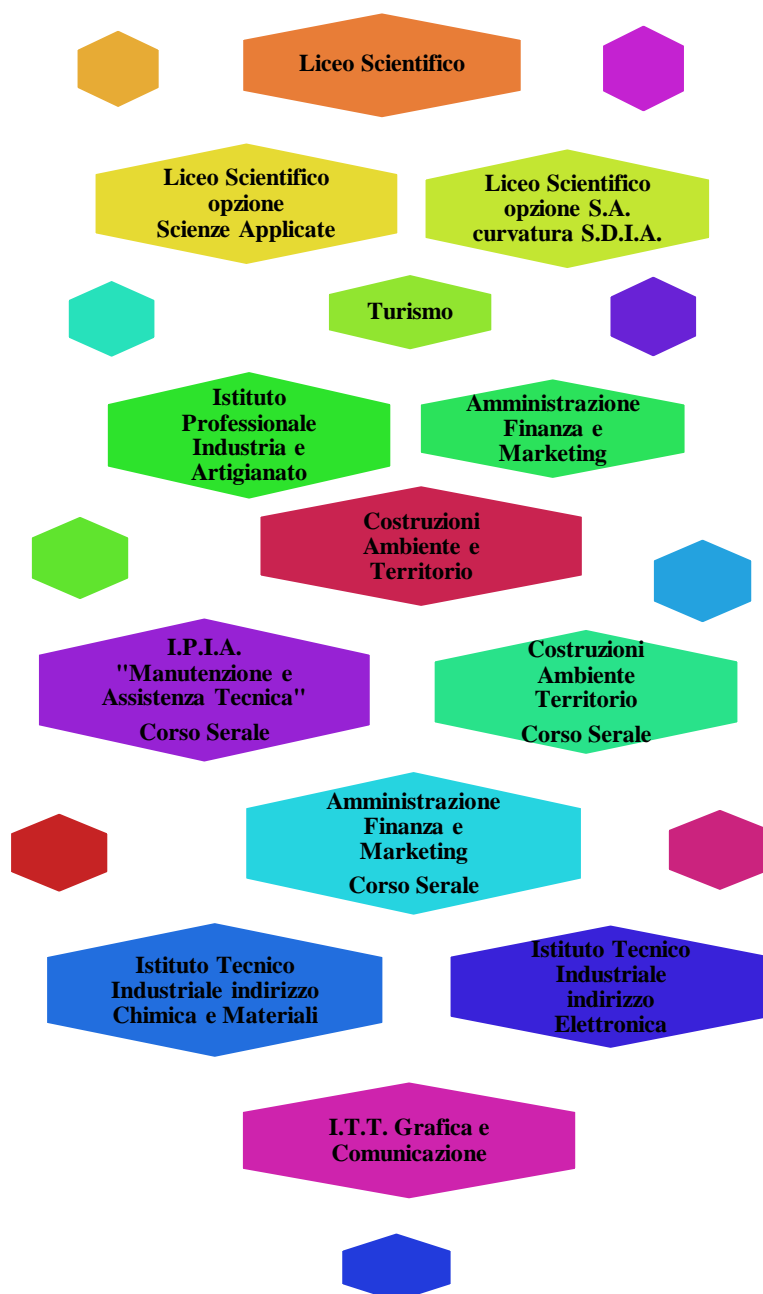 Liceo Scientifico
Liceo Scientifico
opzione
Scienze Applicate
Liceo Scientifico
opzione S.A.
curvatura S.D.I.A.
Turismo
Istituto
Professionale
Industria e
Artigianato
Amministrazione
Finanza e
Marketing
Costruzioni
Ambiente e
Territorio
I.P.I.A.
"Manutenzione e
Assistenza Tecnica"
Corso Serale
Costruzioni
Ambiente
Territorio
Corso Serale
Amministrazione
Finanza e
Marketing
Corso Serale
Istituto Tecnico
Industriale indirizzo
Chimica e Materiali
Istituto Tecnico
Industriale
indirizzo
Elettronica
I.T.T. Grafica e
Comunicazione